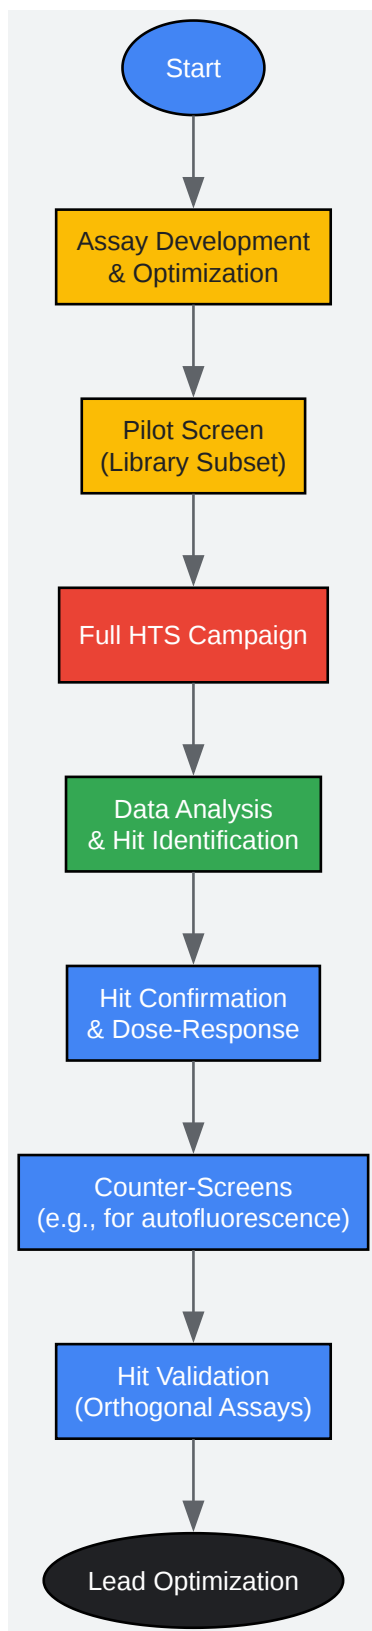 Start
Assay Development
& Optimization
Pilot Screen
(Library Subset)
Full HTS Campaign
Data Analysis
& Hit Identification
Hit Confirmation
& Dose-Response
Counter-Screens
(e.g., for autofluorescence)
Hit Validation
(Orthogonal Assays)
Lead Optimization